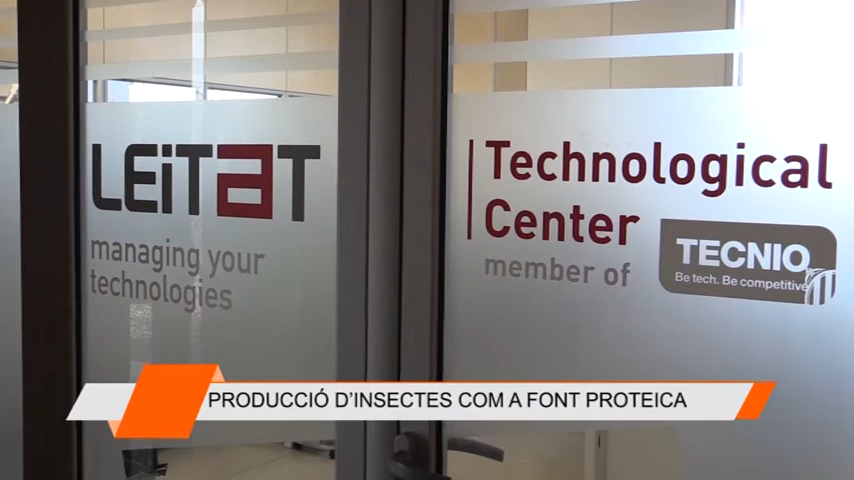 LEITAT
managing your
technologies
Technological
Center
member of
TECNIO
Be tech. Be competitive
PRODUCCIÓ D'INSECTES COM A FONT PROTEICA